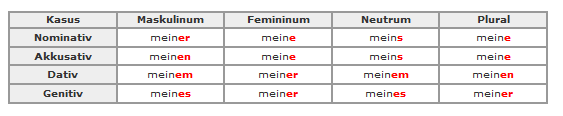 Kasus Maskulinum Femininum Neutrum Plural
Nominativ meiner meine meins meine
Akkusativ meinen meine meins meine
Dativ meinem meiner meinem meinen
Genitiv meines meiner meines meiner